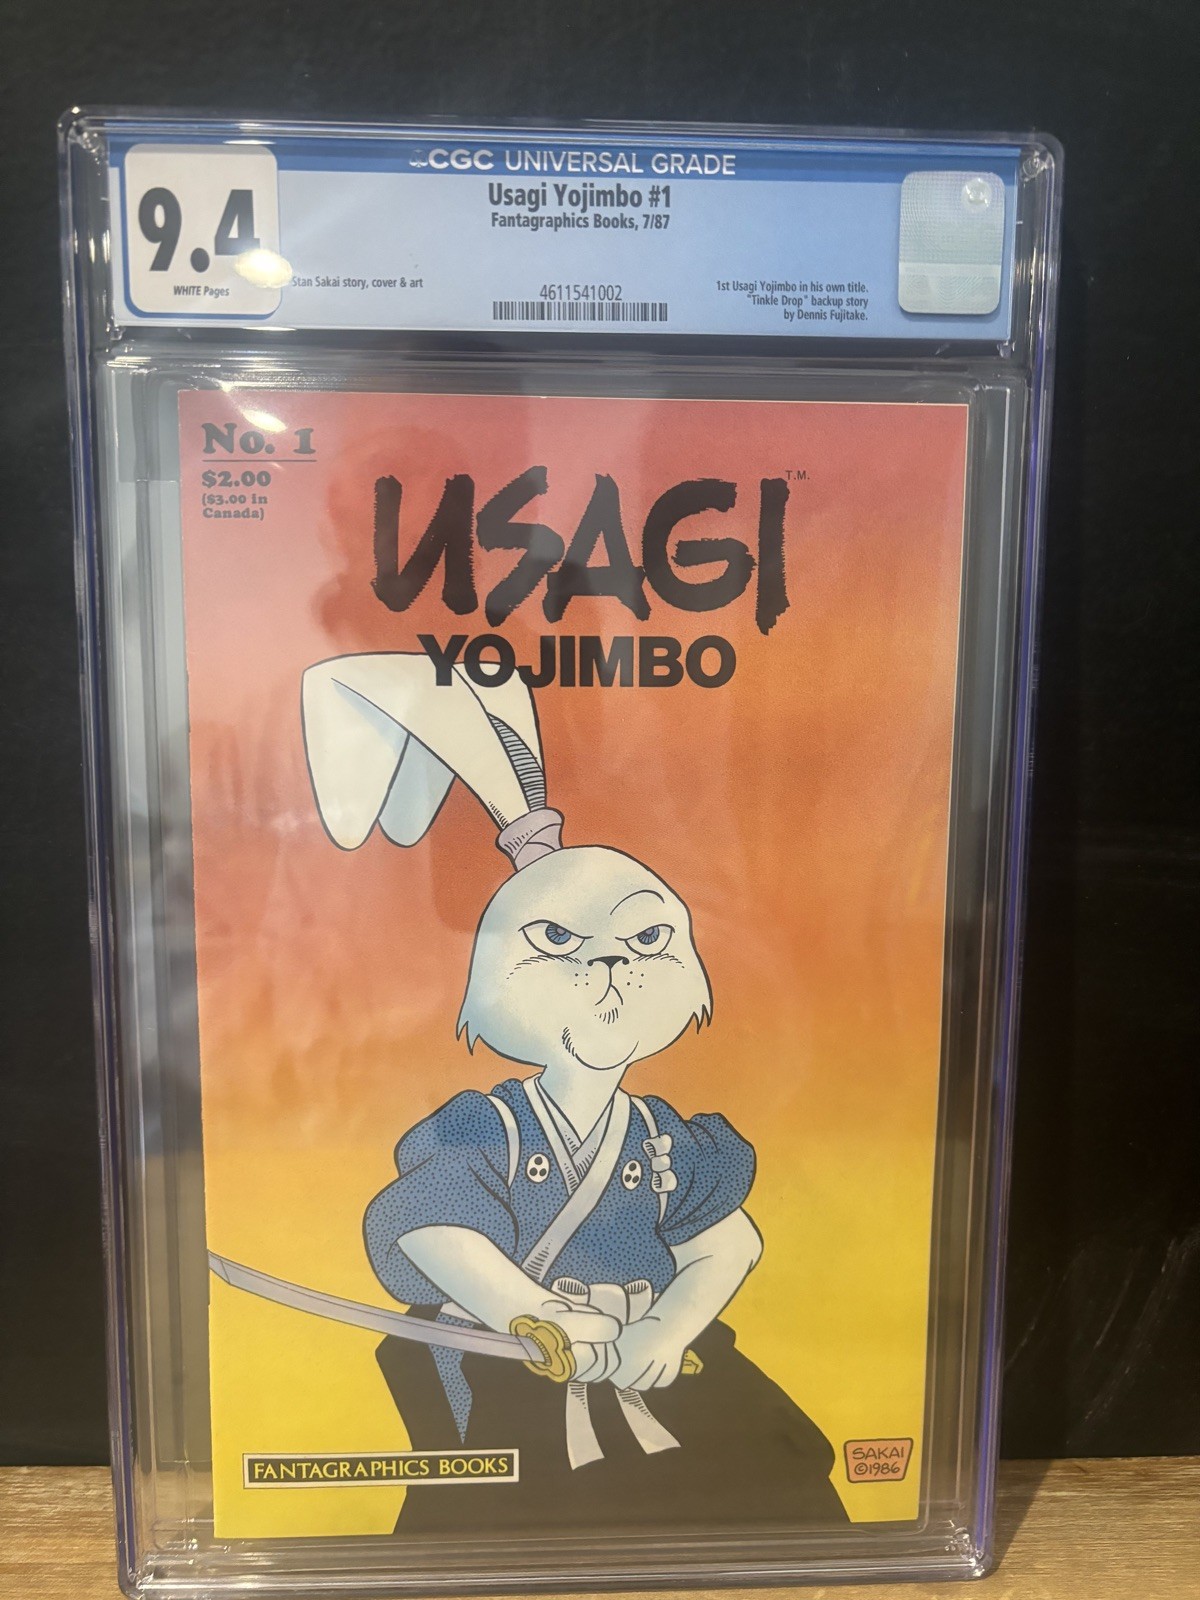 CGC UNIVERSAL GRADE
9.4
WHITE Pages
Usagi Yojimbo #1
Fantagraphics Books, 7/87
Stan Sakai story, cover & art
4611541002
1st Usagi Yojimbo in his own title.
"Tinkle Drop" backup story
by Dennis Fujitake.
No. 1
$2.00
($3.00 in
Canada)
USAGI T.M.
YOJIMBO
FANTAGRAPHICS BOOKS
SAKAI
©1986